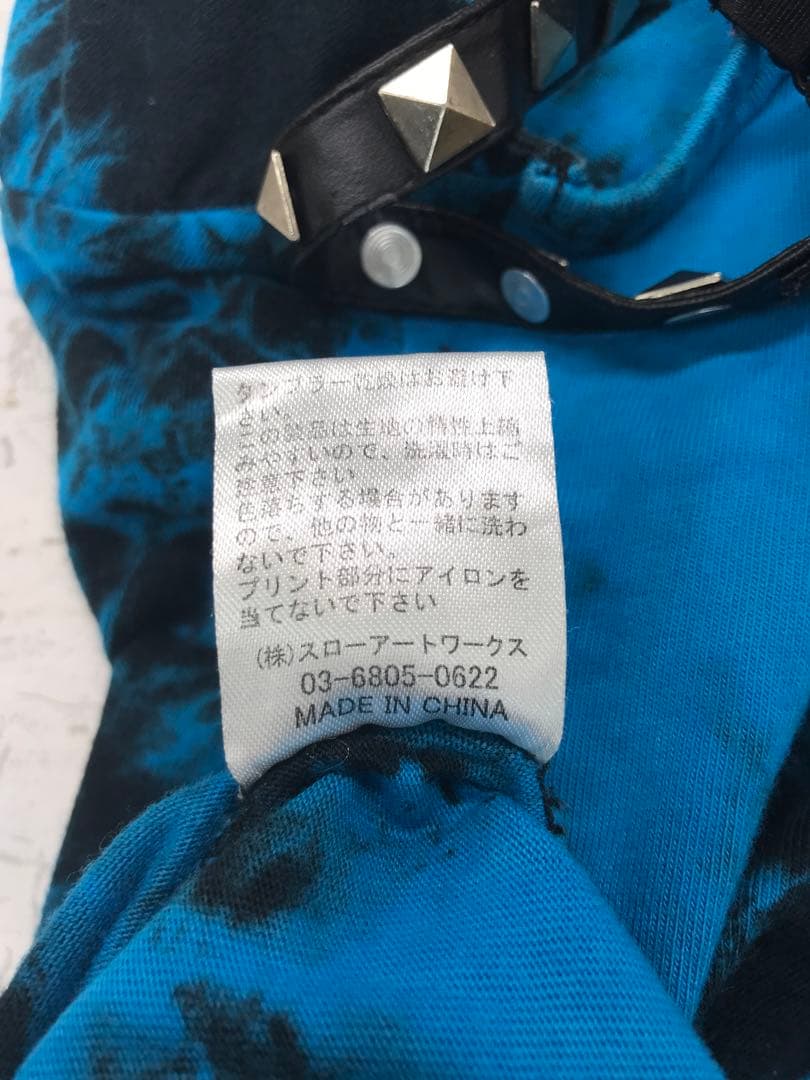 タンブラー乾燥はお避け下
さい
この製品は生地の特性上縮
みやすいので、洗濯時はご
注意下さい
色落ちする場合があります
ので、他の物と一緒に洗わ
ないで下さい。
プリント部分にアイロンを
当てないで下さい
(株)スローアートワークス
03-6805-0622
MADE IN CHINA